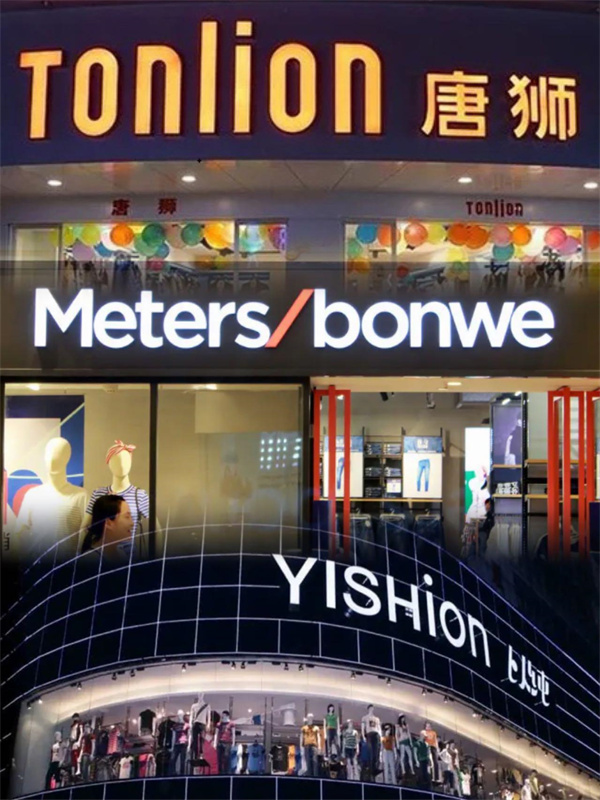 TONLION 唐狮
唐狮 TONLION
Meters/bonwe
YISHION 以纯